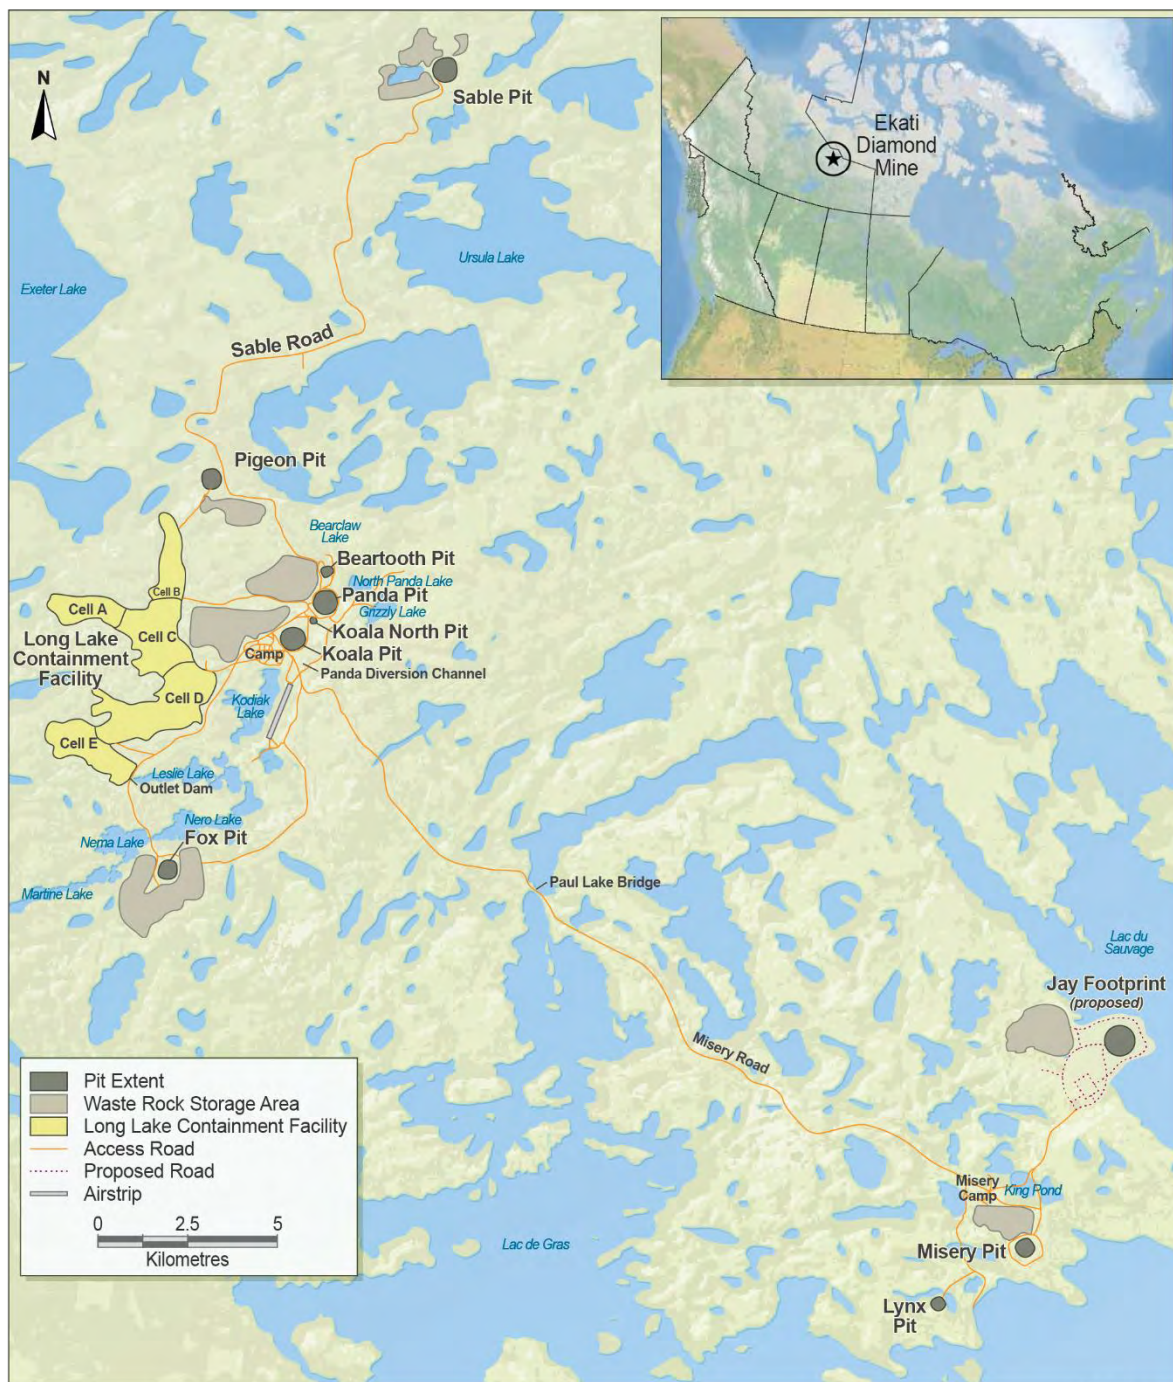 N
Sable Pit
Ekati
Diamond
Mine
Ursula Lake
Exeter Lake
Sable Road
Pigeon Pit
Bearclaw
Lake
Beartooth Pit
North Panda Lake
Panda Pit
Grizzly Lake
Koala North Pit
Koala Pit
Panda Diversion Channel
Camp
Cell B
Cell A
Cell C
Long Lake
Containment
Facility
Cell D
Cell E
Kodiak
Lake
Leslie Lake
Outlet Dam
Nero Lake
Nema Lake
Fox Pit
Martine Lake
Paul Lake Bridge
Misery Road
Lac du
Sauvage
Jay Footprint
(proposed)
Misery
Camp
King Pond
Misery Pit
Lynx
Pit
Lac de Gras
Pit Extent
Waste Rock Storage Area
Long Lake Containment Facility
Access Road
Proposed Road
Airstrip
0 2.5 5
Kilometres